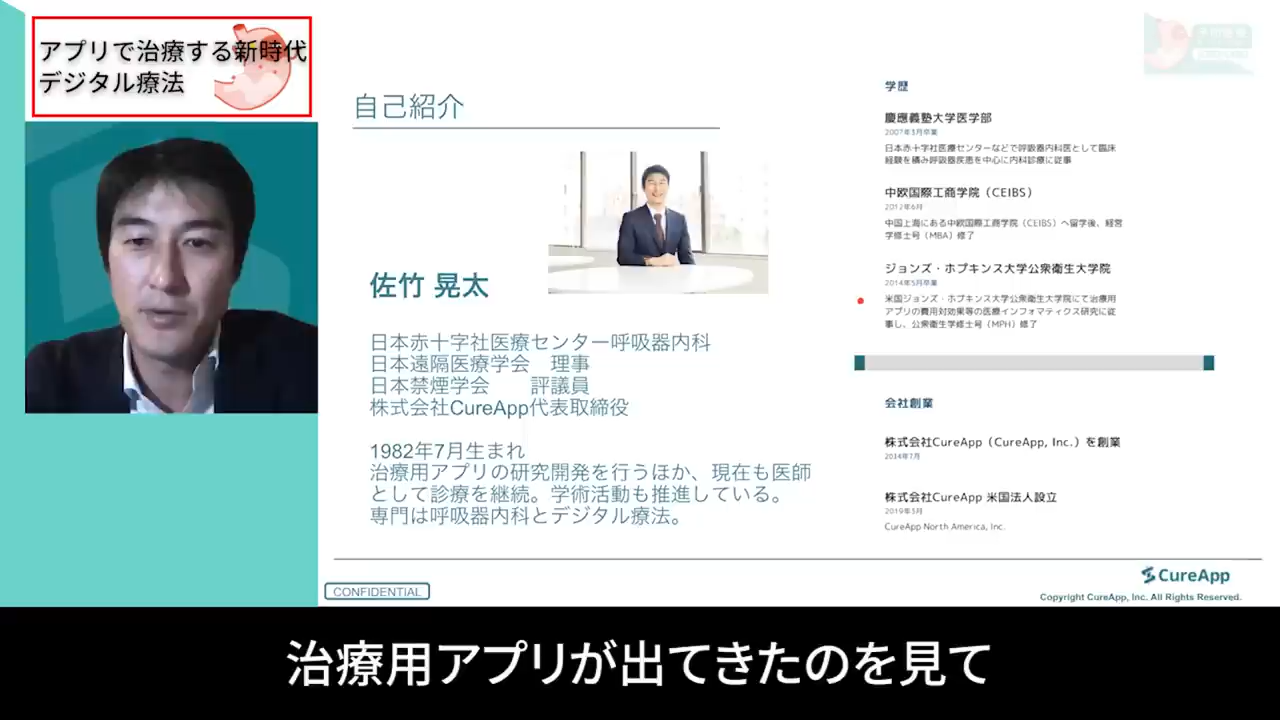 アプリで治療する新時代
デジタル療法
自己紹介
佐竹 晃太
日本赤十字社医療センター呼吸器内科
日本遠隔医療学会 理事
日本禁煙学会 評議員
株式会社CureApp代表取締役
1982年7月生まれ
治療用アプリの研究開発を行うほか、現在も医師
として診療を継続。学術活動も推進している。
専門は呼吸器内科とデジタル療法。
学歴
慶應義塾大学医学部
2007年3月卒業
日本赤十字社医療センターなどで呼吸器内科医として臨床
経験を積み呼吸器疾患を中心に内科診療に従事
中欧国際工商学院（CEIBS）
2012年6月
中国上海にある中欧国際工商学院（CEIBS）へ留学後、経営
学修士号（MBA）修了
ジョンズ・ホプキンス大学公衆衛生大学院
2014年5月卒業
米国ジョンズ・ホプキンス大学公衆衛生大学院にて治療用
アプリの費用対効果等の医療インフォマティクス研究に従
事し、公衆衛生学修士号（MPH）修了
会社創業
株式会社CureApp（CureApp, Inc.）を創業
2014年7月
株式会社CureApp 米国法人設立
2019年3月
CureApp North America, Inc.
CONFIDENTIAL
CureApp
Copyright CureApp, Inc. All Rights Reserved.
治療用アプリが出てきたのを見て